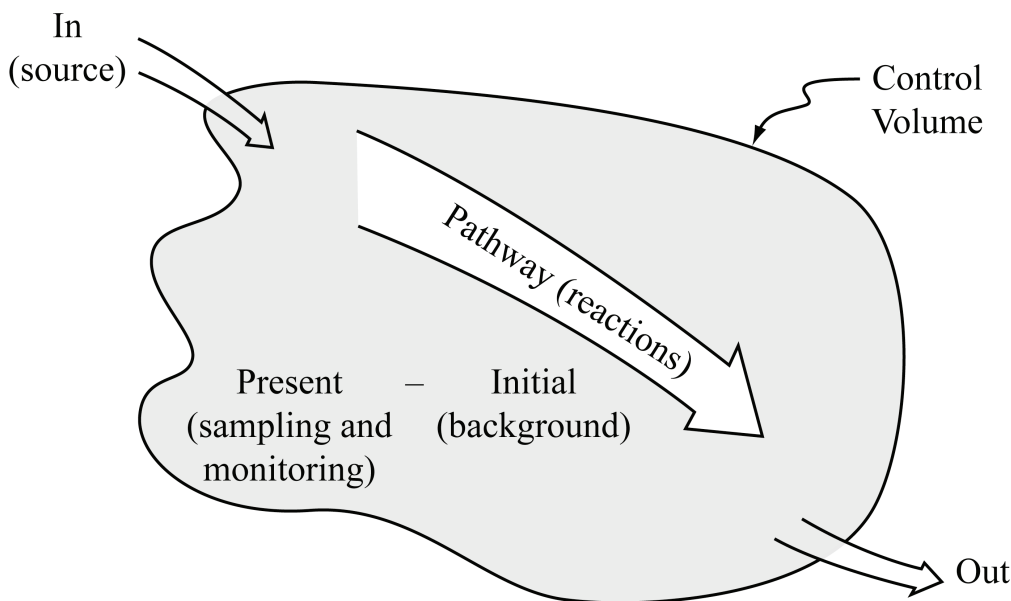 In
(source)
Control
Volume
Pathway (reactions)
Present – Initial
(sampling and (background)
monitoring)
Out